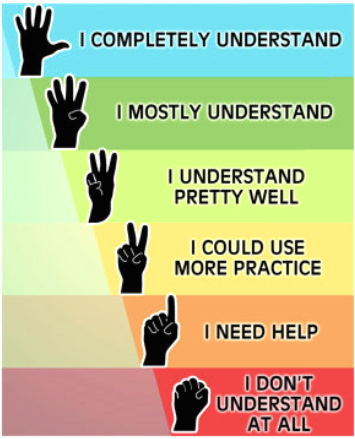 I COMPLETELY UNDERSTAND
I MOSTLY UNDERSTAND
I UNDERSTAND
PRETTY WELL
I COULD USE
MORE PRACTICE
I NEED HELP
I DON'T
UNDERSTAND
AT ALL